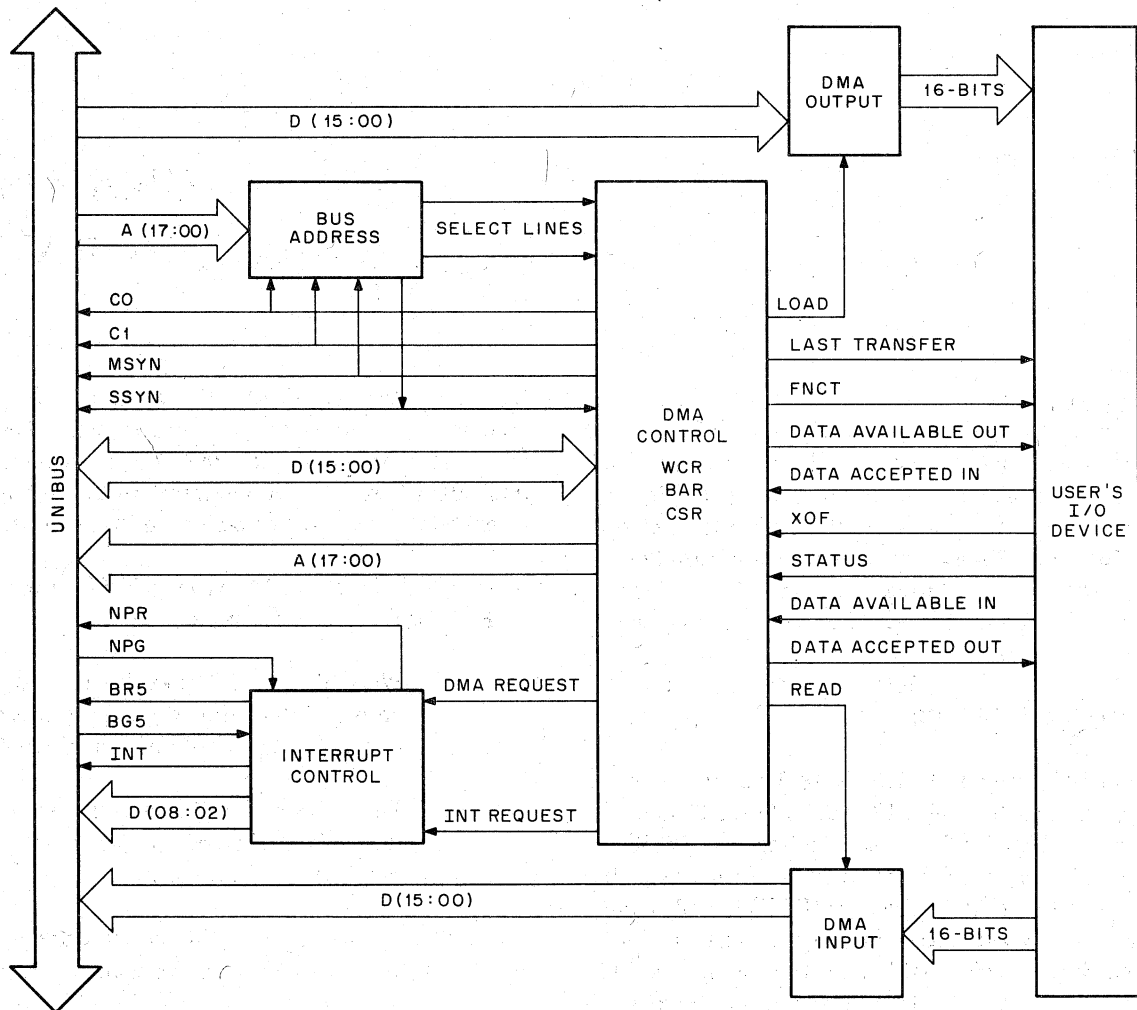 DMA
OUTPUT
16-BITS
D (15:00)
BUS
ADDRESS
A (17:00)
SELECT LINES
CO
C1
MSYN
SSYN
LOAD
LAST TRANSFER
FNCT
DATA AVAILABLE OUT
DATA ACCEPTED IN
XOF
STATUS
DATA AVAILABLE IN
DATA ACCEPTED OUT
READ
DMA
CONTROL
WCR
BAR
CSR
USER'S
I/O
DEVICE
UNIBUS
D (15:00)
A (17:00)
NPR
NPG
BR5
BG5
INT
D (08:02)
INTERRUPT
CONTROL
DMA REQUEST
INT REQUEST
D (15:00)
DMA
INPUT
16-BITS